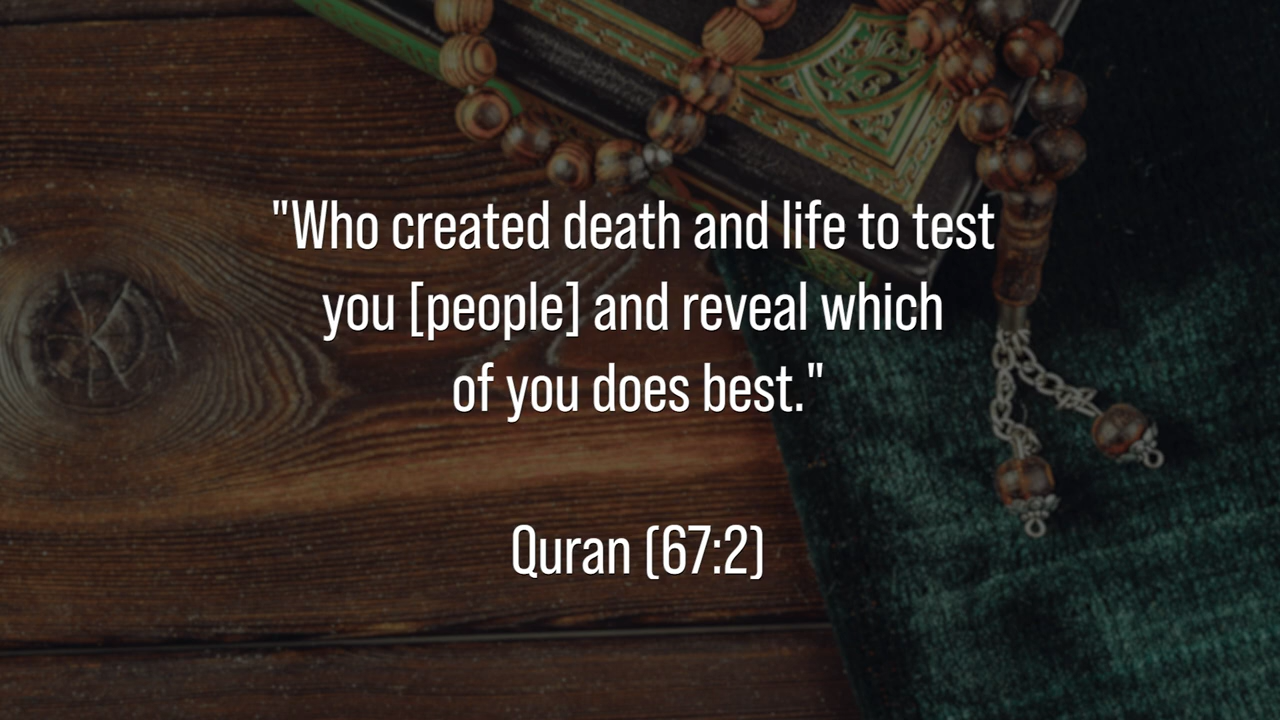 "Who created death and life to test
you [people] and reveal which
of you does best."
Quran (67:2)